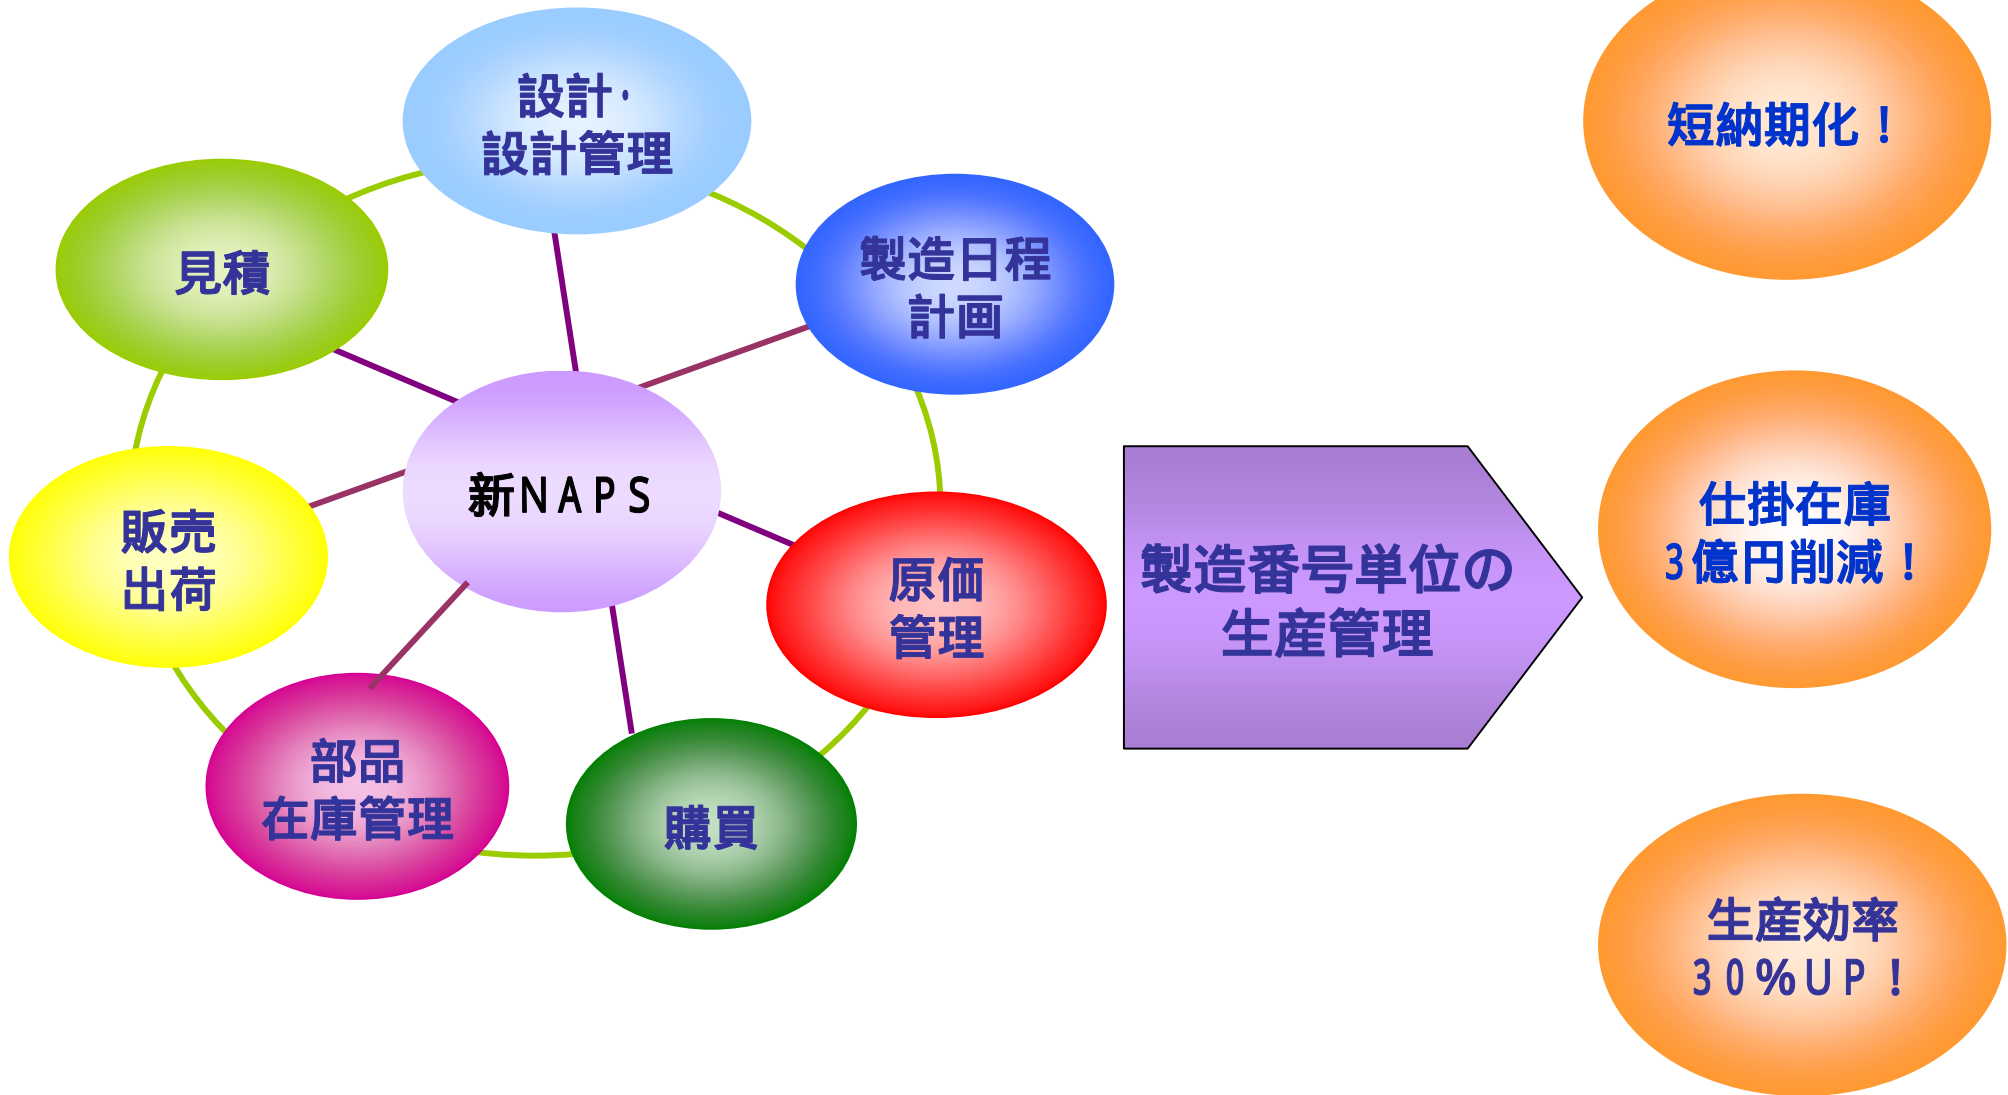 設計・
設計管理
見積
製造日程
計画
新ＮＡＰＳ
販売
出荷
原価
管理
部品
在庫管理
購買
製造番号単位の
生産管理
短納期化！
仕掛在庫
３億円削減！
生産効率
３０％ＵＰ！